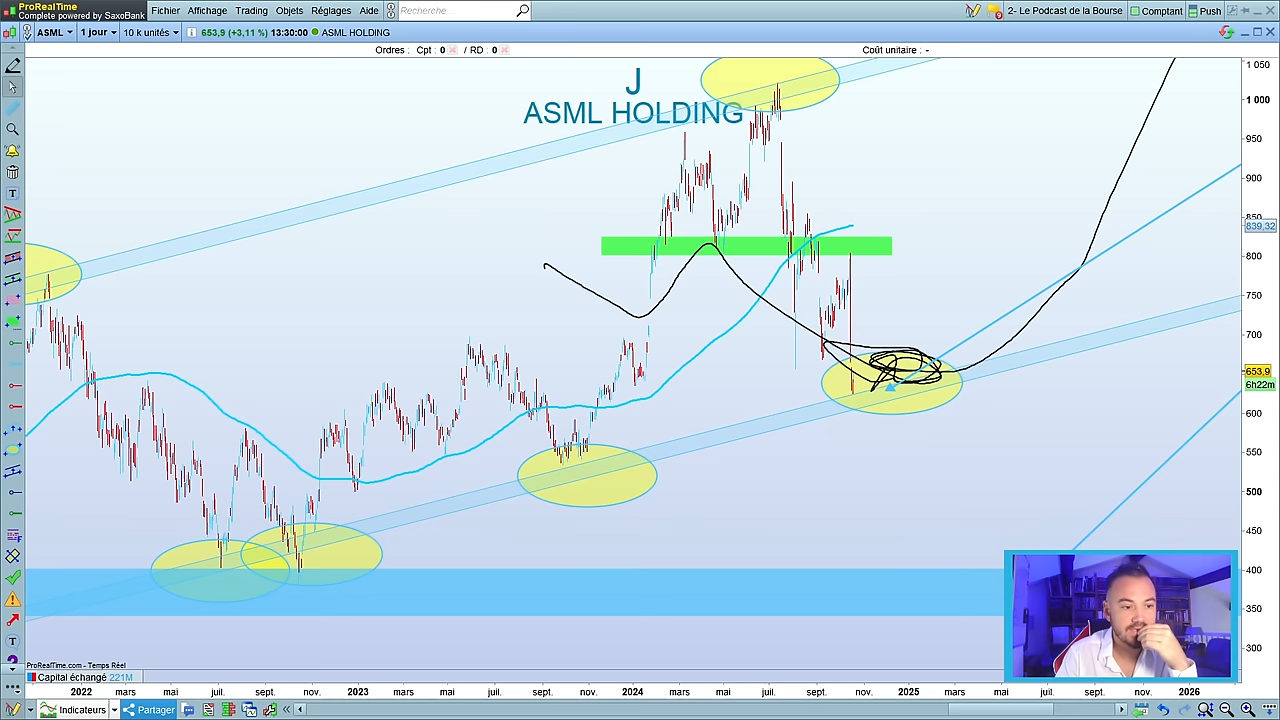 ProRealTime
Complete powered by SaxoBank
Fichier Affichage Trading Objets Réglages Aide Recherche... 3 2- Le Podcast de la Bourse Comptant Push
ASML 1 jour 10 k unités 653,9 (+3,11 %) 13:30:00 ASML HOLDING
Ordres : Cpt : 0 / RD : 0 Coût unitaire : -
J
ASML HOLDING
1 050
1 000
950
900
850
839,32
800
750
700
653,9
6h22m
600
550
500
450
400
350
300
ProRealTime.com - Temps Réel
Capital échangé 221M
2022 mars mai juil. sept. nov. 2023 mars mai juil. sept. nov. 2024 mars mai juil. sept. nov. 2025 mars mai juil. sept. nov. 2026
Indicateurs Partager